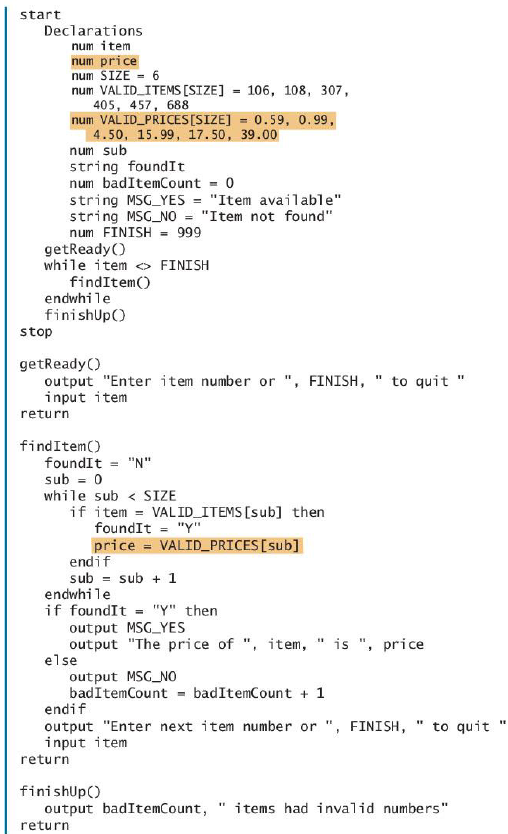 start
Declarations
num item
num price
num SIZE = 6
num VALID_ITEMS[SIZE] = 106, 108, 307,
405, 457, 688
num VALID_PRICES[SIZE] = 0.59, 0.99,
4.50, 15.99, 17.50, 39.00
num sub
string foundIt
num badItemCount = 0
string MSG_YES = "Item available"
string MSG_NO = "Item not found"
num FINISH = 999
getReady()
while item <> FINISH
findItem()
endwhile
finishUp()
stop
getReady()
output "Enter item number or ", FINISH, " to quit "
input item
return
findItem()
foundIt = "N"
sub = 0
while sub < SIZE
if item = VALID_ITEMS[sub] then
foundIt = "Y"
price = VALID_PRICES[sub]
endif
sub = sub + 1
endwhile
if foundIt = "Y" then
output MSG_YES
output "The price of ", item, " is ", price
else
output MSG_NO
badItemCount = badItemCount + 1
endif
output "Enter next item number or ", FINISH, " to quit "
input item
return
finishUp()
output badItemCount, " items had invalid numbers"
return